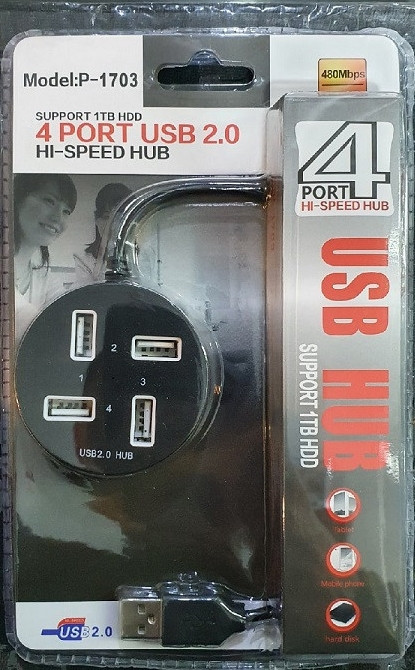 Model:P-1703
480Mbps
SUPPORT 1TB HDD
4 PORT USB 2.0
HI-SPEED HUB
4
PORT
HI-SPEED HUB
USB HUB
SUPPORT 1TB HDD
1
2
3
4
USB2.0 HUB
Tablet
Mobile phone
hard disk
USB 2.0